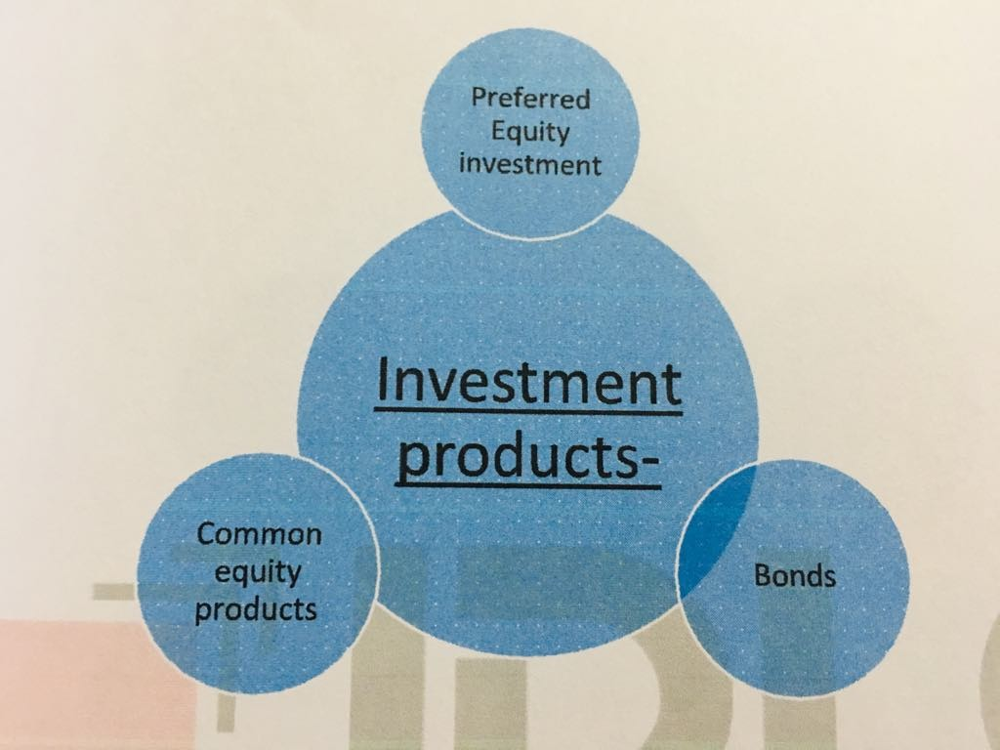 Preferred
Equity
investment
Investment
products-
Common
equity
products
Bonds